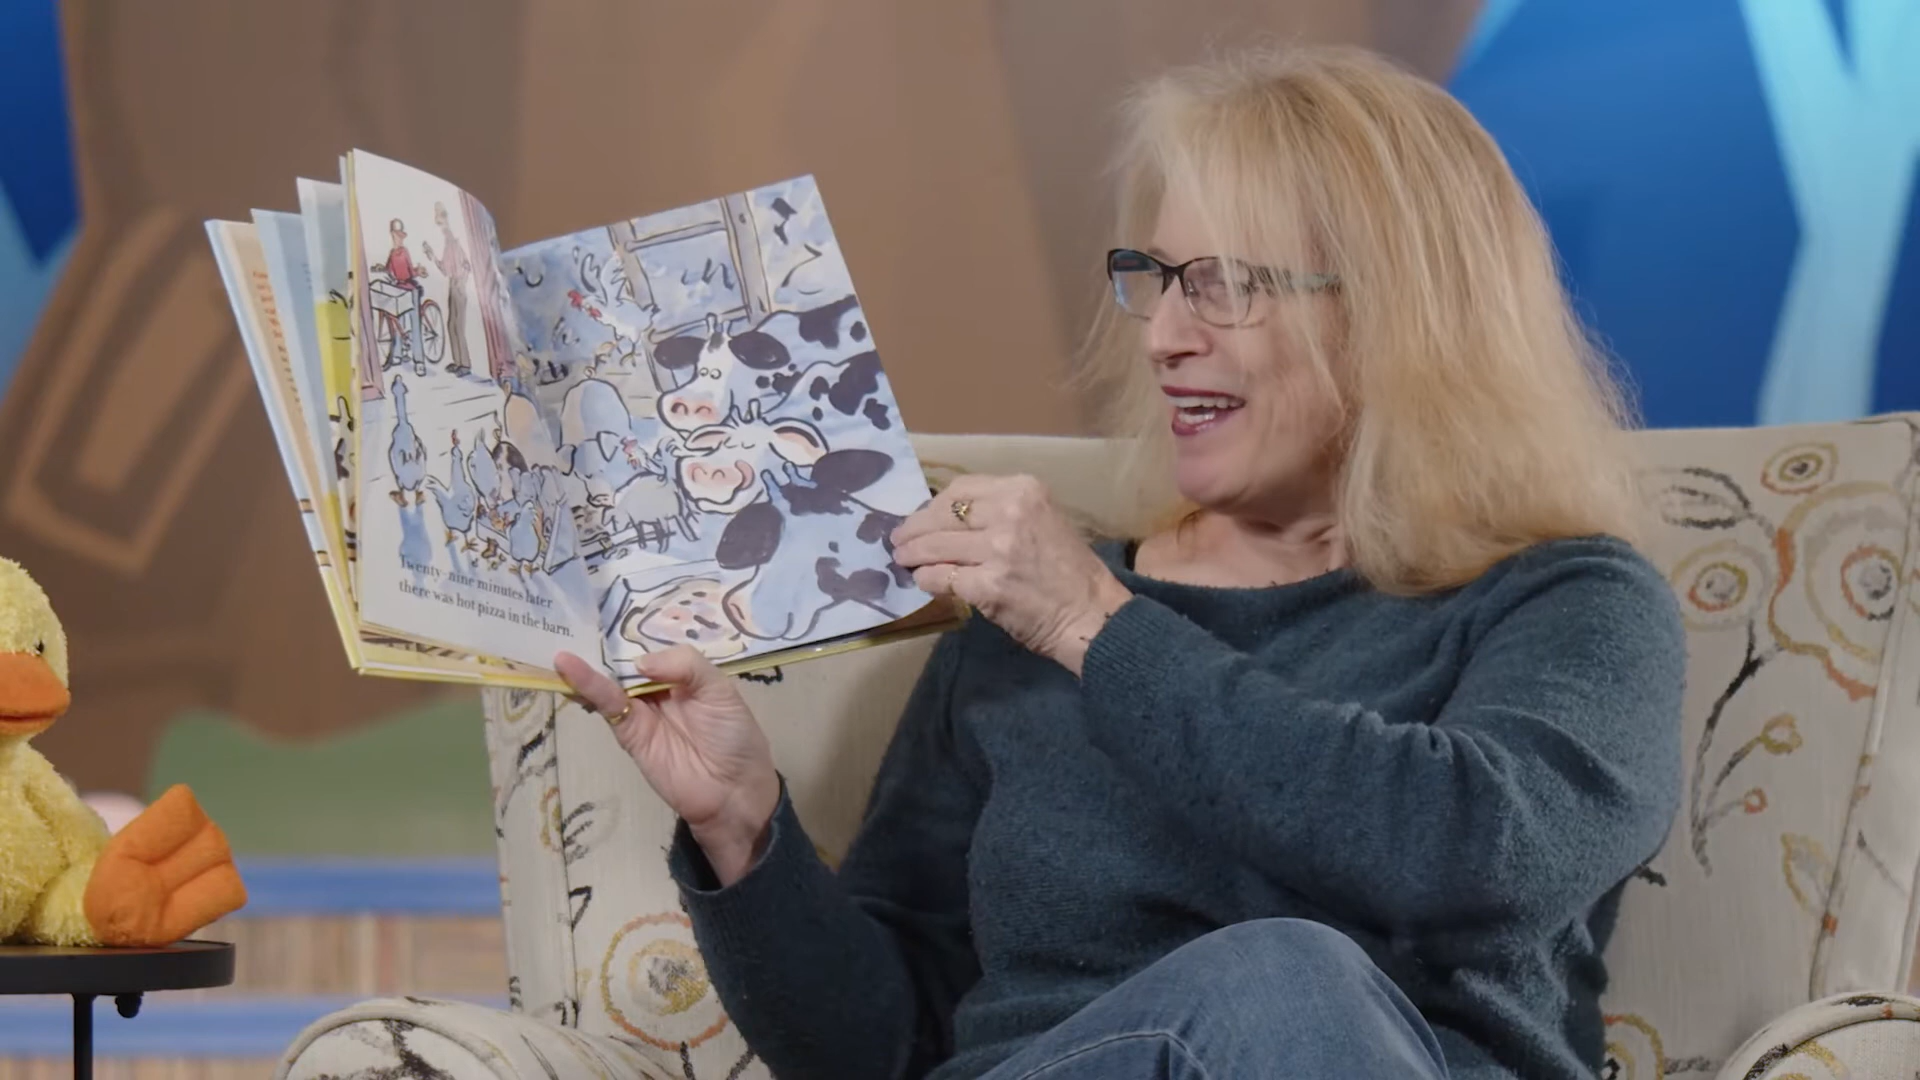 Twenty-nine minutes later
there was hot pizza in the barn.